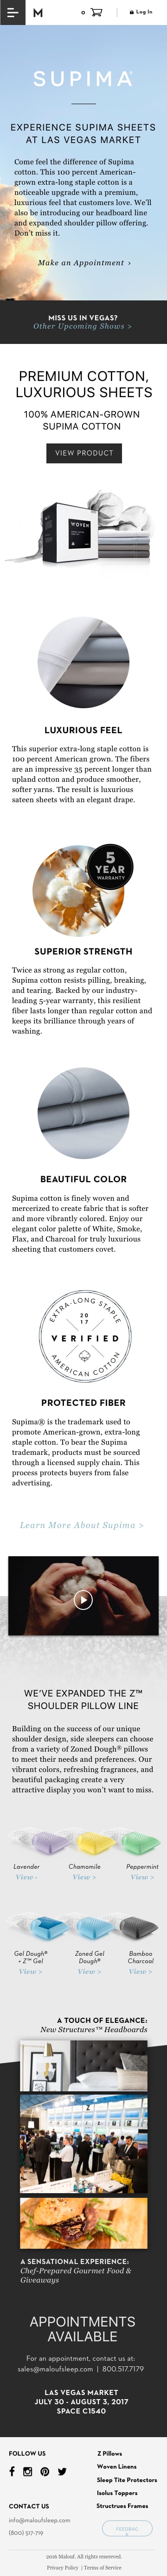 M
0
Log In
SUPIMA
EXPERIENCE SUPIMA SHEETS
AT LAS VEGAS MARKET
Come feel the difference of Supima
cotton. This 100 percent American-
grown extra-long staple cotton is a
noticeable upgrade with a premium,
luxurious feel that customers love. We'll
also be introducing our headboard line
and expanded shoulder pillow offering.
Don't miss it.
Make an Appointment >
MISS US IN VEGAS?
Other Upcoming Shows >
PREMIUM COTTON,
LUXURIOUS SHEETS
100% AMERICAN-GROWN
SUPIMA COTTON
VIEW PRODUCT
WOVEN
LUXURIOUS FEEL
This superior extra-long staple cotton is
100 percent American grown. The fibers
are an impressive 35 percent longer than
upland cotton and produce smoother,
softer yarns. The result is luxurious
sateen sheets with an elegant drape.
5
YEAR
WARRANTY
SUPERIOR STRENGTH
Twice as strong as regular cotton,
Supima cotton resists pilling, breaking,
and tearing. Backed by our industry-
leading 5-year warranty, this resilient
fiber lasts longer than regular cotton and
keeps its brilliance through years of
washing.
BEAUTIFUL COLOR
Supima cotton is finely woven and
mercerized to create fabric that is softer
and more vibrantly colored. Enjoy our
elegant color palette of White, Smoke,
Flax, and Charcoal for truly luxurious
sheeting that customers covet.
EXTRA-LONG STAPLE
20
17
VERIFIED
AMERICAN COTTON
PROTECTED FIBER
Supima® is the trademark used to
promote American-grown, extra-long
staple cotton. To bear the Supima
trademark, products must be sourced
through a licensed supply chain. This
process protects buyers from false
advertising.
Learn More About Supima >
WE'VE EXPANDED THE Z™
SHOULDER PILLOW LINE
Building on the success of our unique
shoulder design, side sleepers can choose
from a variety of Zoned Dough® pillows
to meet their needs and preferences. Our
vibrant colors, refreshing fragrances, and
beautiful packaging create a very
attractive display you won't want to miss.
Lavender
Chamomile
Peppermint
View >
View >
View >
Gel Dough®
+ Z™ Gel
Zoned Gel
Dough®
Bamboo
Charcoal
View >
View >
View >
A TOUCH OF ELEGANCE:
New Structures™ Headboards
Z
A SENSATIONAL EXPERIENCE:
Chef-Prepared Gourmet Food &
Giveaways
APPOINTMENTS
AVAILABLE
For an appointment, contact us at:
sales@maloufsleep.com | 800.517.7179
LAS VEGAS MARKET
JULY 30 - AUGUST 3, 2017
SPACE C1540
FOLLOW US
CONTACT US
info@maloufsleep.com
(800) 517-719
Z Pillows
Woven Linens
Sleep Tite Protectors
Isolus Toppers
Structrues Frames
FEEDBAC
K
2016 Malouf. All rights reserved.
Privacy Policy | Terms of Service